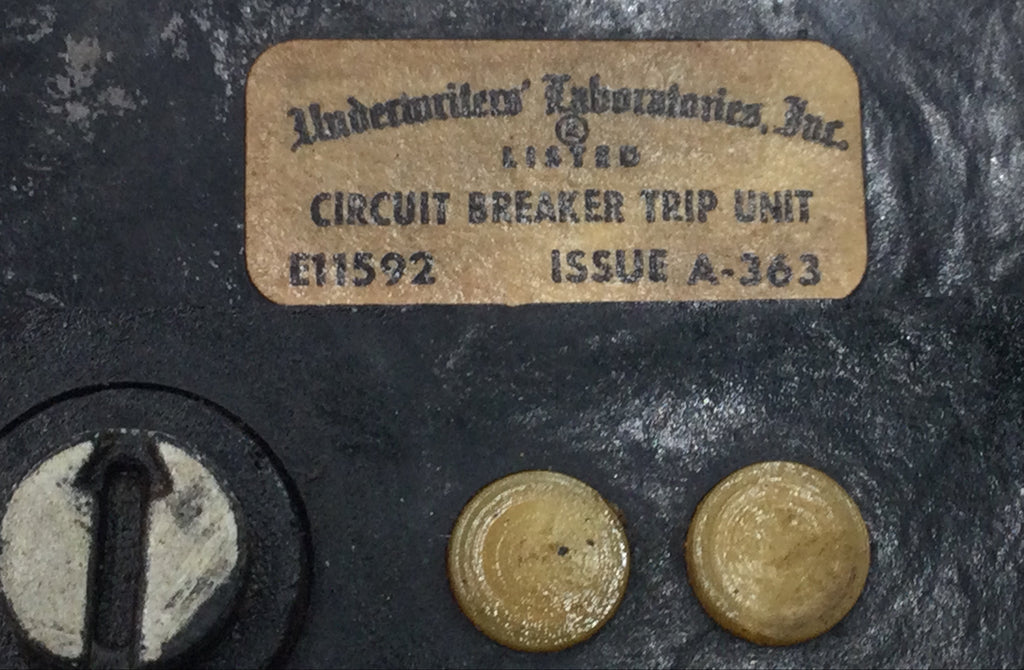 Underwriters' Laboratories, Inc.
LISTED
CIRCUIT BREAKER TRIP UNIT
E11592 ISSUE A-363